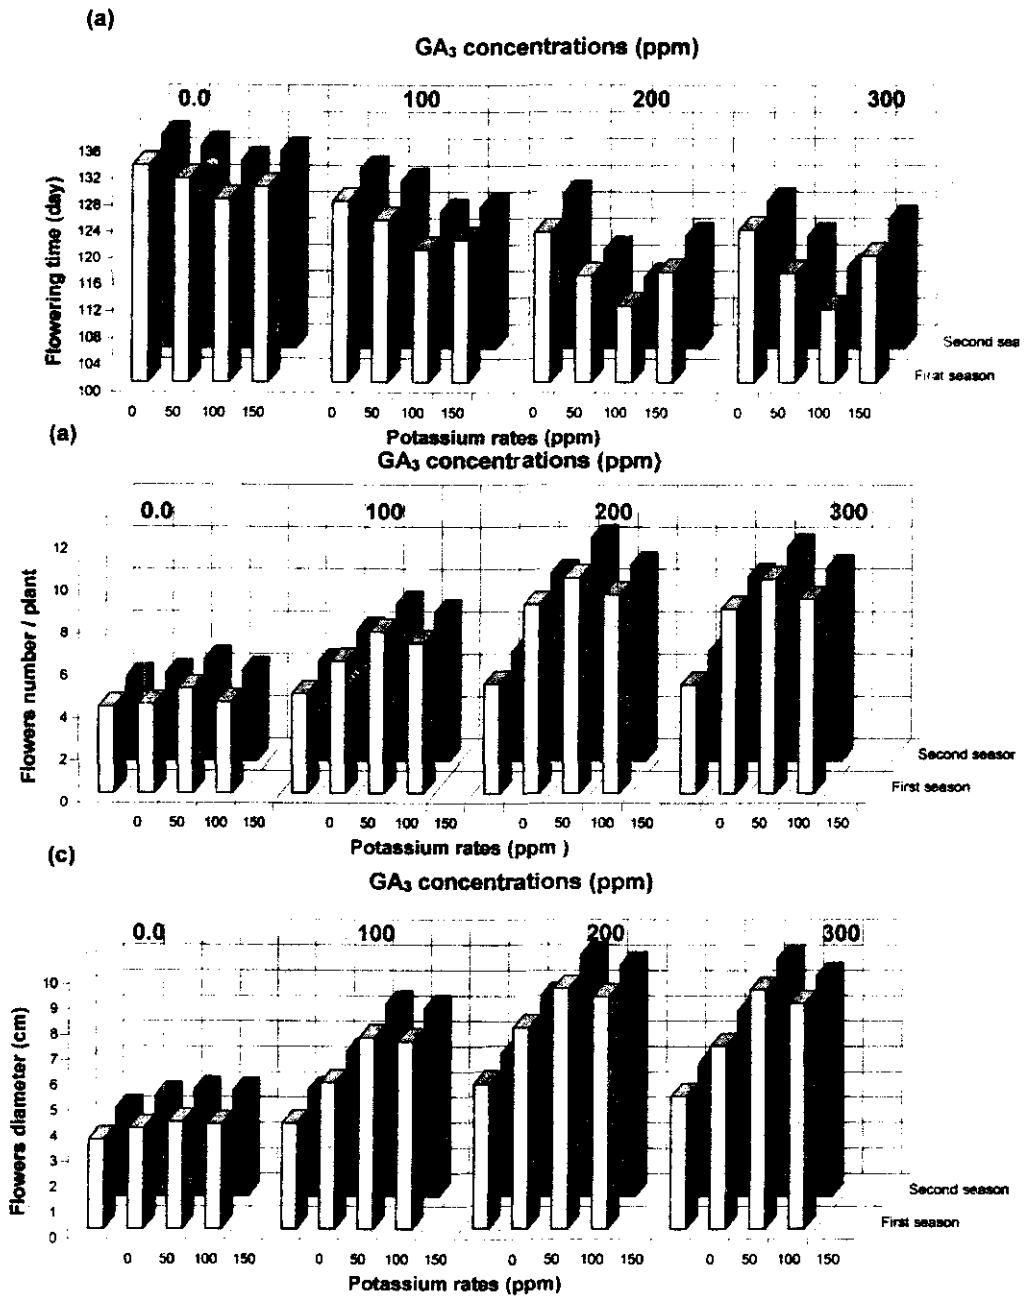 (a)
GA₃ concentrations (ppm)
0.0 100 200 300
Flowering time (day)
136
132
128
124
120
116
112
108
104
100
Second sea
First season
0 50 100 150 0 50 100 150 0 50 100 150 0 50 100 150
Potassium rates (ppm)
(a)
GA₃ concentrations (ppm)
0.0 100 200 300
Flowers number / plant
12
10
8
6
4
2
0
Second seasor
First season
0 50 100 150 0 50 100 150 0 50 100 150 0 50 100 150
Potassium rates (ppm )
(c)
GA₃ concentrations (ppm)
0.0 100 200 300
Flowers diameter (cm)
10
9
8
7
6
5
4
3
2
1
0
Second season
First season
0 50 100 150 0 50 100 150 0 50 100 150 0 50 100 150
Potassium rates (ppm)